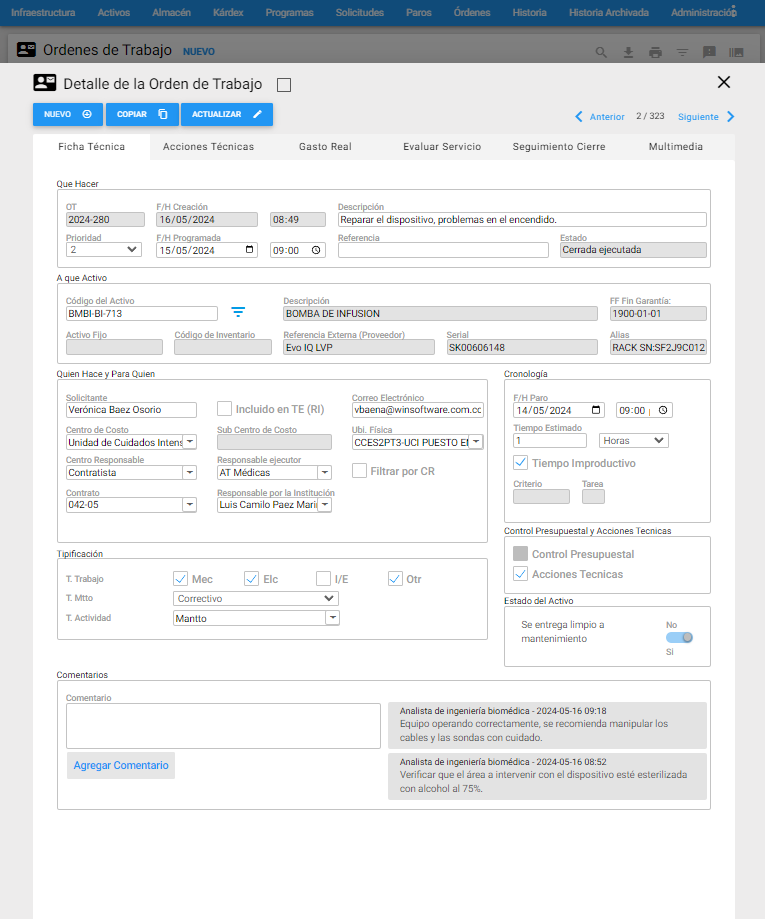 Infraestructura Activos Almacén Kárdex Programas Solicitudes Paros Órdenes Historia Historia Archivada Administración
Ordenes de Trabajo NUEVO
Detalle de la Orden de Trabajo
NUEVO COPIAR ACTUALIZAR Anterior 2 / 323 Siguiente
Ficha Técnica Acciones Técnicas Gasto Real Evaluar Servicio Seguimiento Cierre Multimedia
Que Hacer
OT F/H Creación Descripción
2024-280 16/05/2024 08:49 Reparar el dispositivo, problemas en el encendido.
Prioridad F/H Programada Referencia Estado
2 15/05/2024 09:00 Cerrada ejecutada
A que Activo
Código del Activo Descripción FF Fin Garantía:
BMBI-BI-713 BOMBA DE INFUSION 1900-01-01
Activo Fijo Código de Inventario Referencia Externa (Proveedor) Serial Alias
Evo IQ LVP SK00606148 RACK SN:SF2J9C012
Quien Hace y Para Quien
Solicitante Correo Electrónico
Verónica Baez Osorio Incluido en TE (RI) vbaena@winsoftware.com.cc
Centro de Costo Sub Centro de Costo Ubi. Física
Unidad de Cuidados Intens CCES2PT3-UCI PUESTO EN
Centro Responsable Responsable ejecutor
Contratista AT Médicas Filtrar por CR
Contrato Responsable por la Institución
042-05 Luis Camilo Paez Marin
Cronología
F/H Paro
14/05/2024 09:00
Tiempo Estimado
1 Horas
Tiempo Improductivo
Criterio Tarea
Control Presupuestal y Acciones Tecnicas
Control Presupuestal
Acciones Tecnicas
Tipificación
T. Trabajo Mec Elc I/E Otr
T. Mtto Correctivo
T. Actividad Mantto
Estado del Activo
Se entrega limpio a mantenimiento
No
Si
Comentarios
Comentario
Agregar Comentario
Analista de ingeniería biomédica - 2024-05-16 09:18
Equipo operando correctamente, se recomienda manipular los
cables y las sondas con cuidado.
Analista de ingeniería biomédica - 2024-05-16 08:52
Verificar que el área a intervenir con el dispositivo esté esterilizada
con alcohol al 75%.